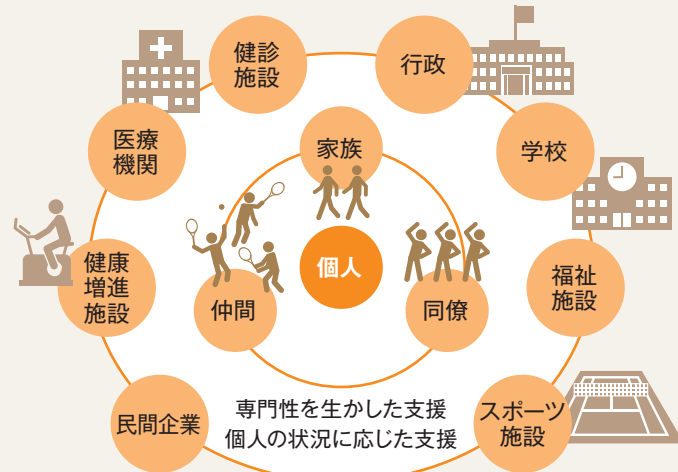 健診
施設
行政
医療
機関
家族
学校
個人
健康
増進
施設
仲間
同僚
福祉
施設
民間企業
専門性を生かした支援
個人の状況に応じた支援
スポーツ
施設